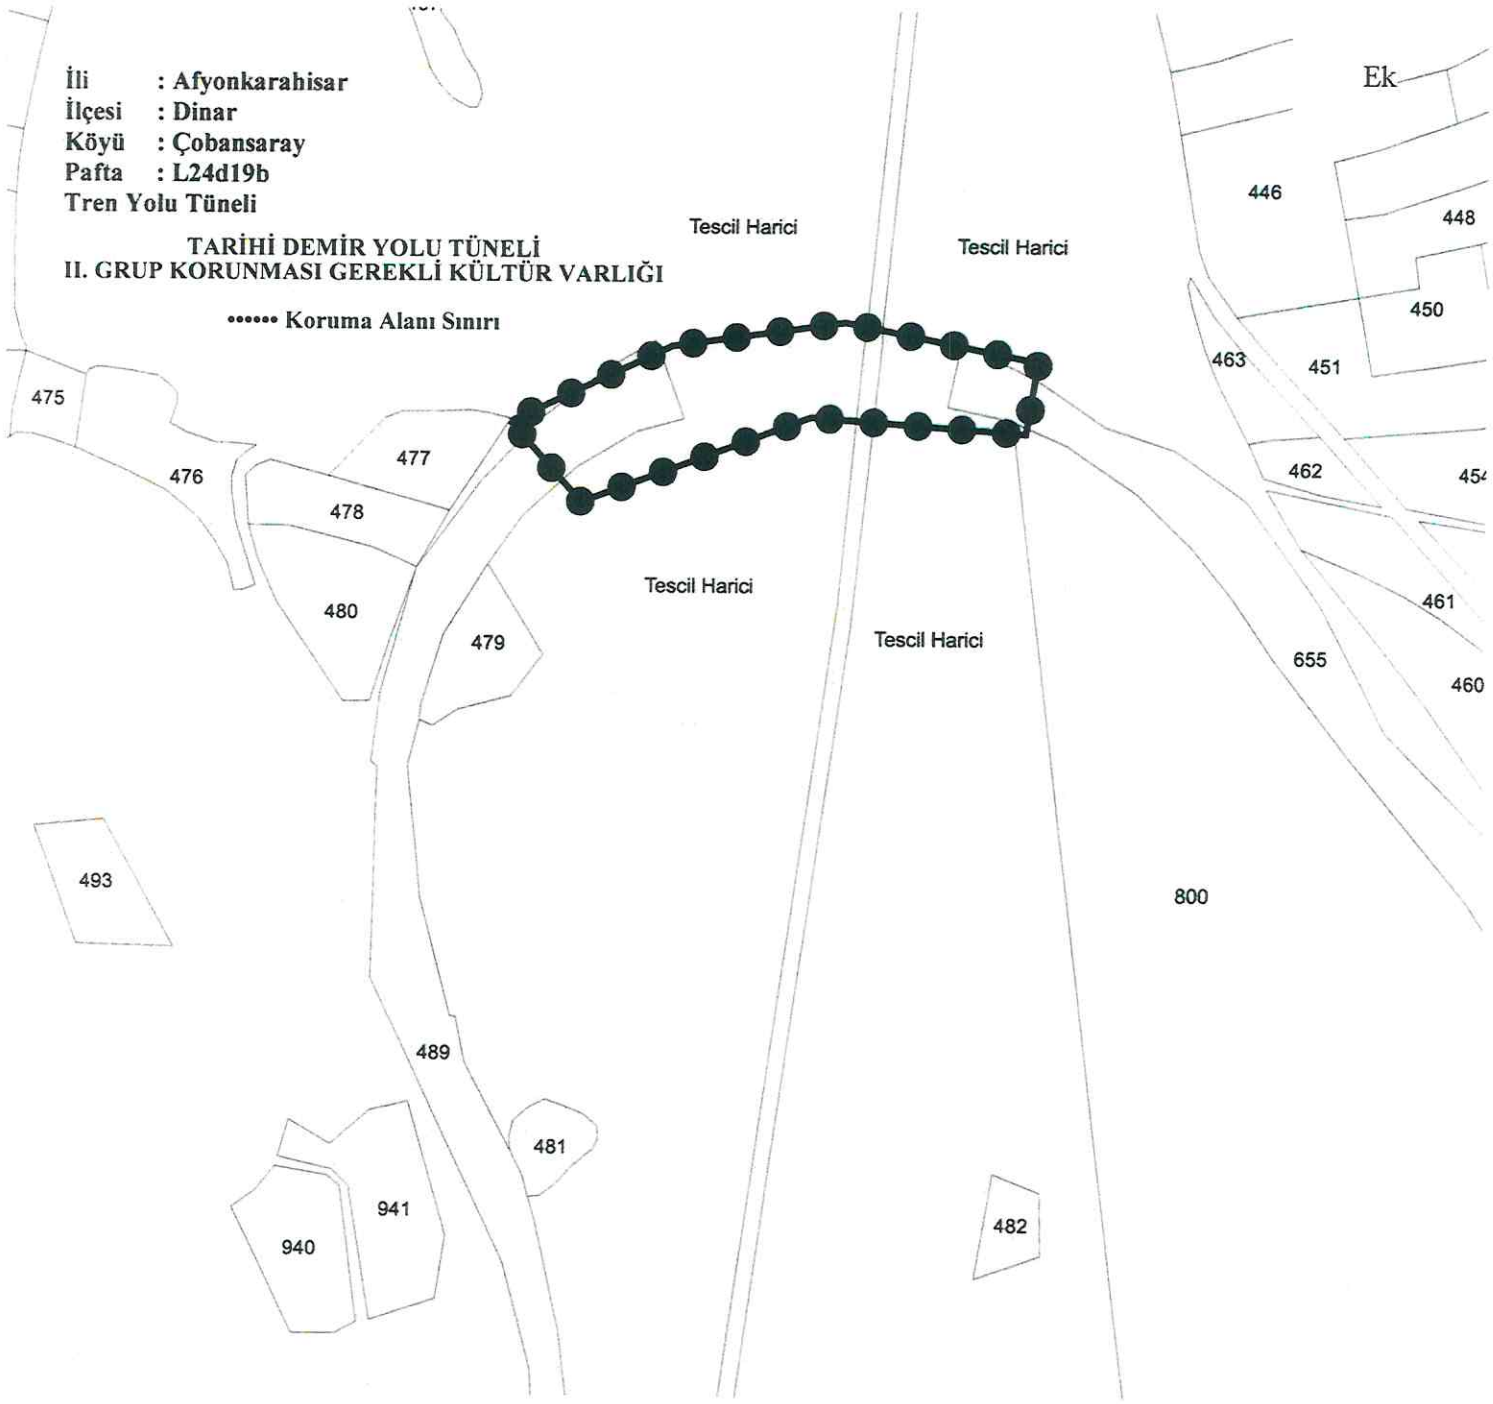 Ek
İli : Afyonkarahisar
İlçesi : Dinar
Köyü : Çobansaray
Pafta : L24d19b
Tren Yolu Tüneli
TARİHİ DEMİR YOLU TÜNELİ
II. GRUP KORUNMASI GEREKLİ KÜLTÜR VARLIĞI
•••••• Koruma Alanı Sınırı
Tescil Harici
Tescil Harici
446
448
450
463
451
475
477
476
462
478
Tescil Harici
461
480
479
Tescil Harici
655
460
493
800
489
481
941
482
940